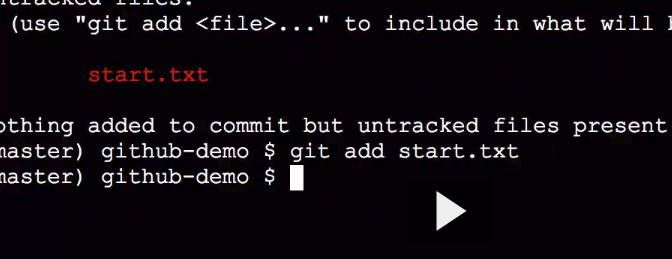 (use "git add <file>..." to include in what will
start.txt
nothing added to commit but untracked files present
master) github-demo $ git add start.txt
master) github-demo $